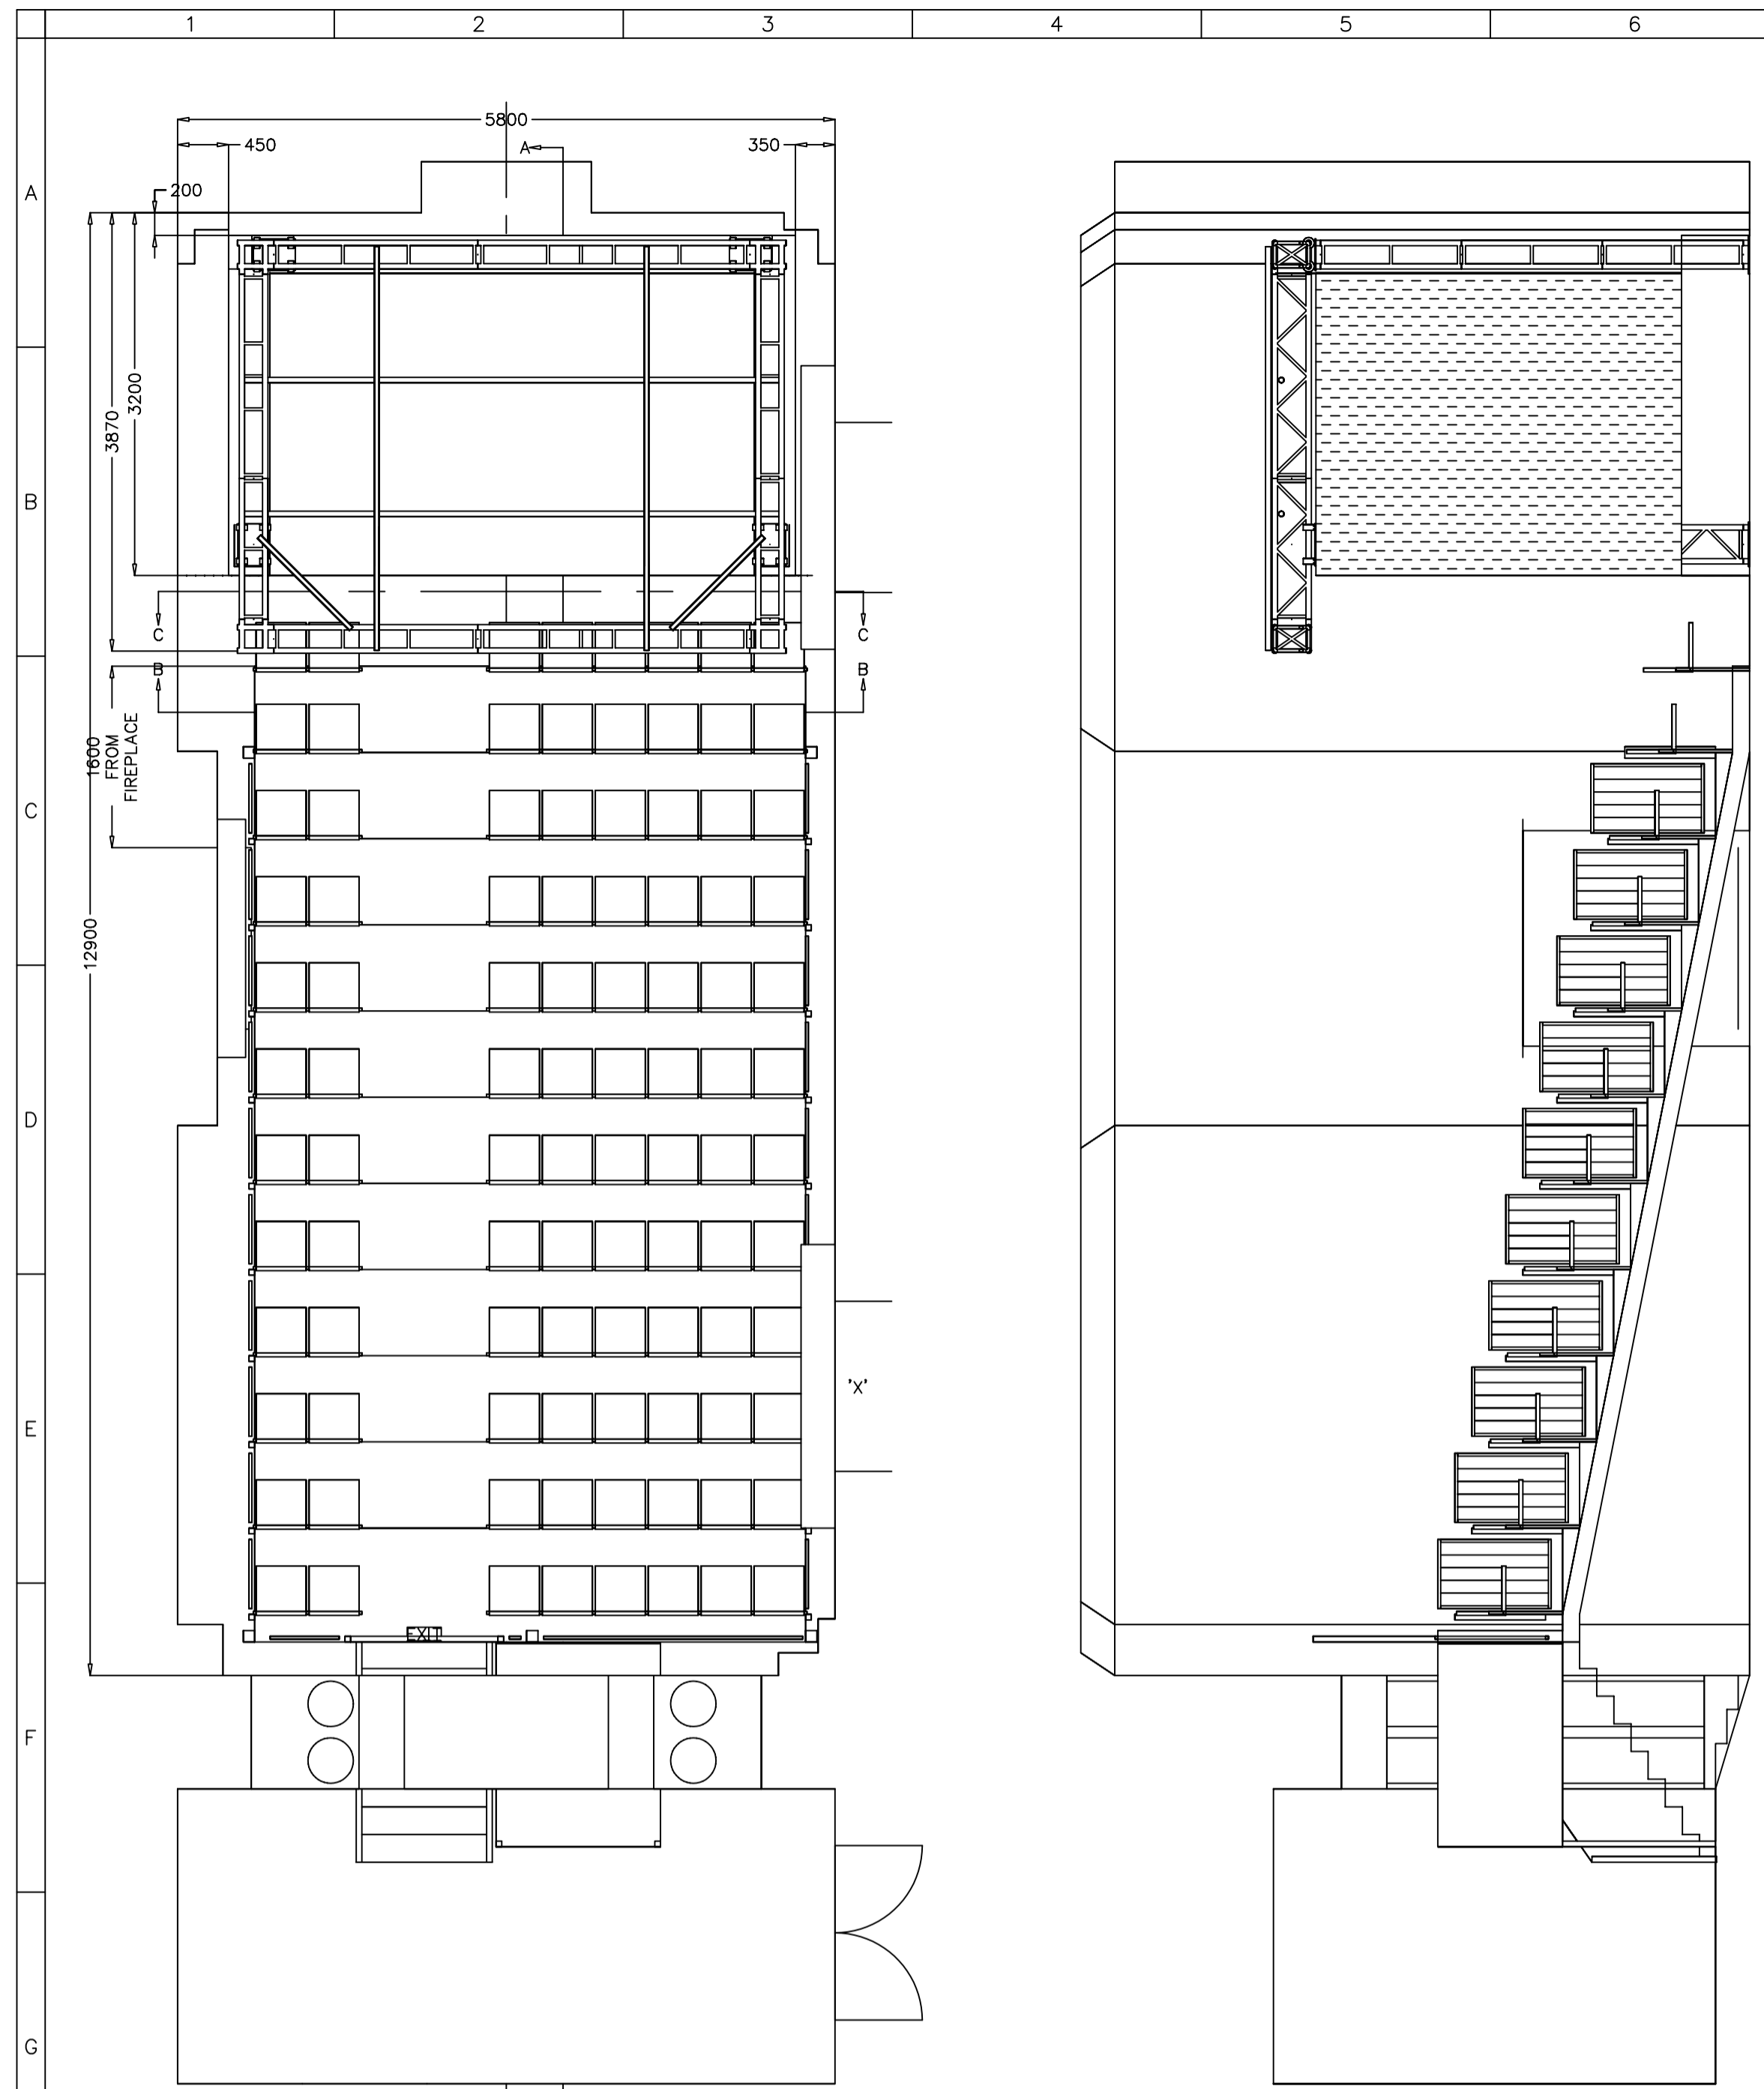 1 2 3 4 5 6
5800
450 A 350
A 200
3200
3870
B
C C
B B
1600
FROM
FIREPLACE
C
12900
D
'X'
E
EXIT
F
G